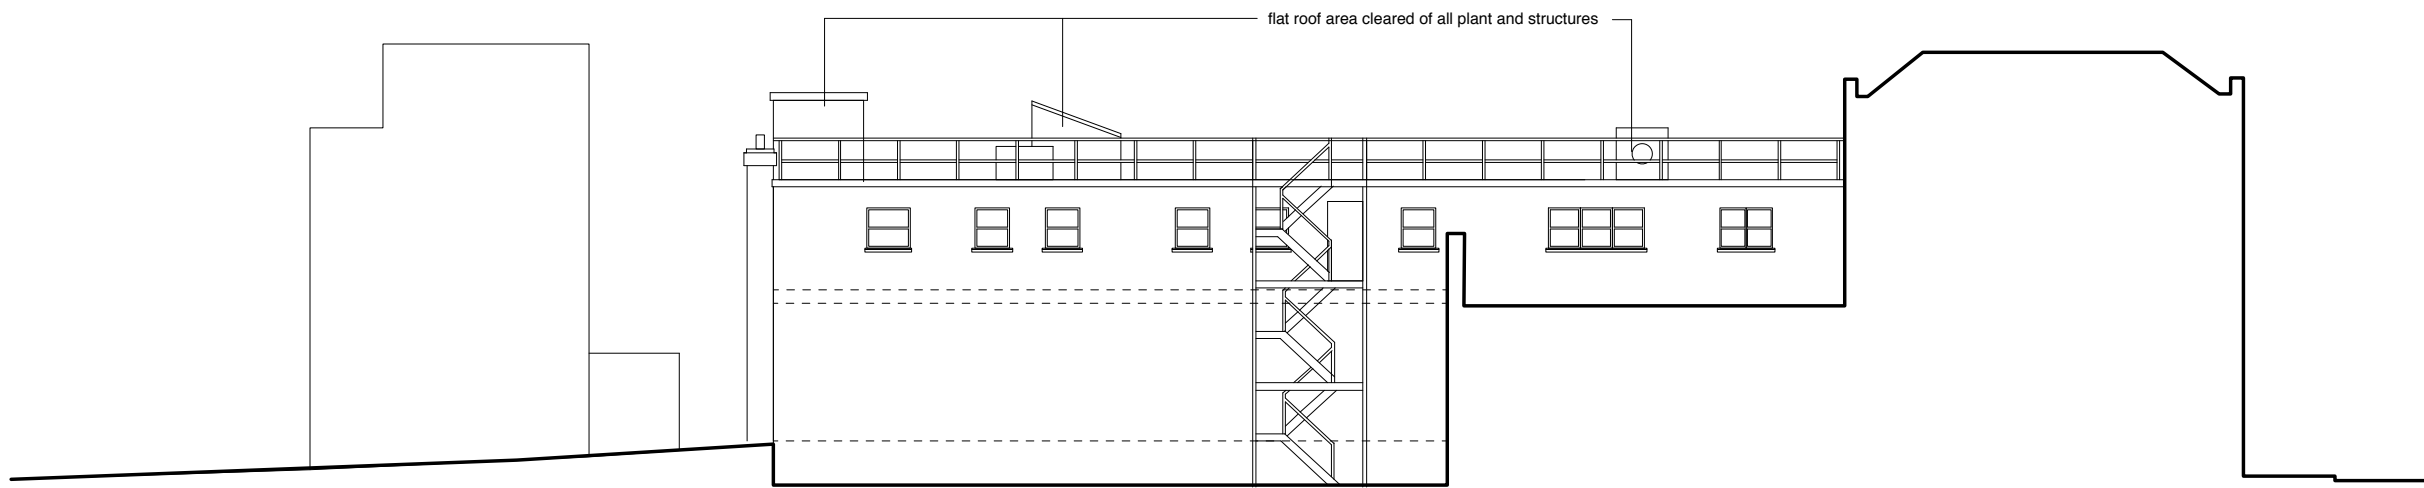 flat roof area cleared of all plant and structures